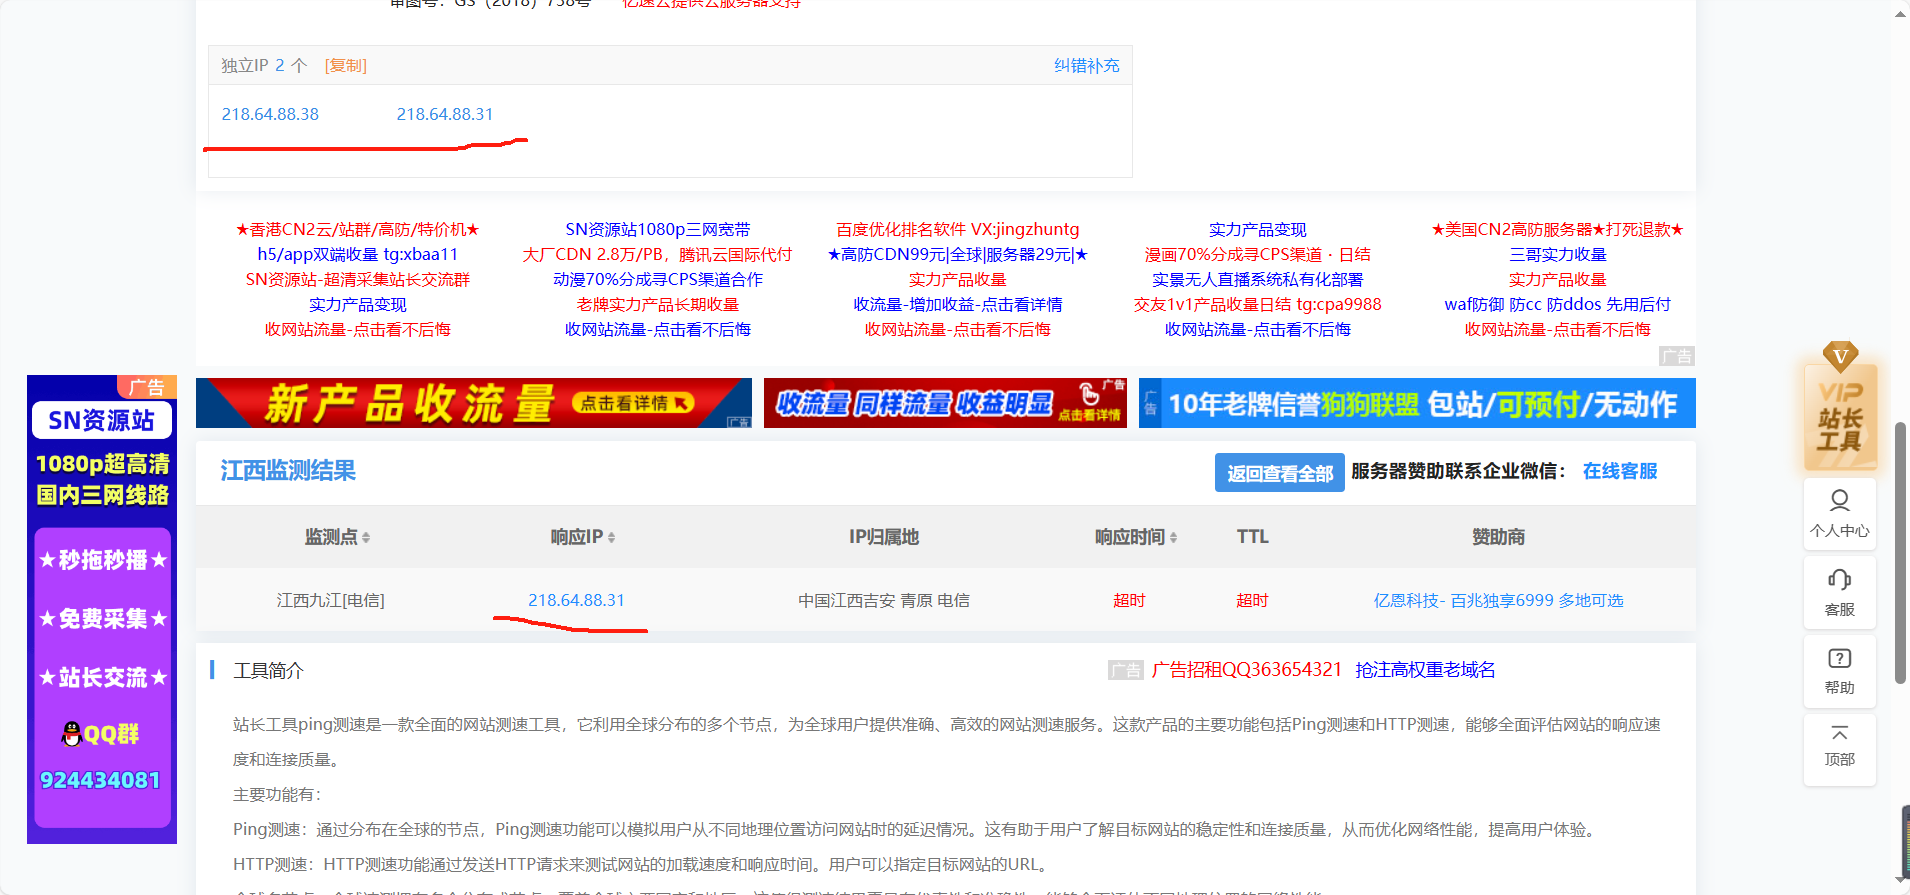 审图号：GS（2018）738号 亿速云提供云服务器支持
独立IP 2 个 [复制] 纠错补充
218.64.88.38 218.64.88.31
★香港CN2云/站群/高防/特价机★ SN资源站1080p三网宽带 百度优化排名软件 VX:jingzhuntg 实力产品变现 ★美国CN2高防服务器★打死退款★
h5/app双端收量 tg:xbaa11 大厂CDN 2.8万/PB，腾讯云国际代付 ★高防CDN99元|全球|服务器29元|★ 漫画70%分成寻CPS渠道·日结 三哥实力收量
SN资源站-超清采集站长交流群 动漫70%分成寻CPS渠道合作 实力产品收量 实景无人直播系统私有化部署 实力产品收量
实力产品变现 老牌实力产品长期收量 收流量-增加收益-点击看详情 交友1v1产品收量日结 tg:cpa9988 waf防御 防cc 防ddos 先用后付
收网站流量-点击看不后悔 收网站流量-点击看不后悔 收网站流量-点击看不后悔 收网站流量-点击看不后悔 收网站流量-点击看不后悔
广告
新产品收流量 点击看详情 广告
收流量 同样流量 收益明显 广告 点击看详情
广告 10年老牌信誉狗狗联盟 包站/可预付/无动作
广告
SN资源站
1080p超高清
国内三网线路
★秒拖秒播★
★免费采集★
★站长交流★
QQ群
924434081
江西监测结果 返回查看全部 服务器赞助联系企业微信： 在线客服
监测点 响应IP IP归属地 响应时间 TTL 赞助商
江西九江[电信] 218.64.88.31 中国江西吉安 青原 电信 超时 超时 亿恩科技- 百兆独享6999 多地可选
工具简介 广告 广告招租QQ363654321 抢注高权重老域名
站长工具ping测速是一款全面的网站测速工具，它利用全球分布的多个节点，为全球用户提供准确、高效的网站测速服务。这款产品的主要功能包括Ping测速和HTTP测速，能够全面评估网站的响应速
度和连接质量。
主要功能有：
Ping测速：通过分布在全球的节点，Ping测速功能可以模拟用户从不同地理位置访问网站时的延迟情况。这有助于用户了解目标网站的稳定性和连接质量，从而优化网络性能，提高用户体验。
HTTP测速：HTTP测速功能通过发送HTTP请求来测试网站的加载速度和响应时间。用户可以指定目标网站的URL。
V
VIP
站长
工具
个人中心
客服
帮助
顶部